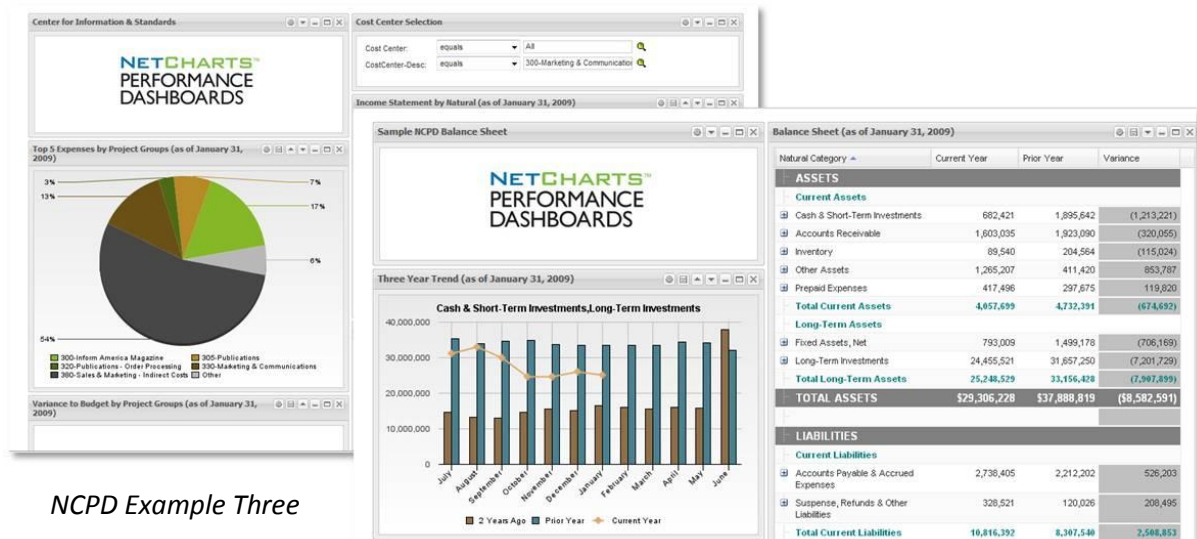 Center for Information & Standards
NETCHARTS™
PERFORMANCE
DASHBOARDS
Top 5 Expenses by Project Groups (as of January 31,
2009)
3%
7%
13%
17%
6%
54%
300-Inform America Magazine
305-Publications
320-Publications - Order Processing
330-Marketing & Communications
380-Sales & Marketing - Indirect Costs
Other
Variance to Budget by Project Groups (as of January 31,
2009)
Cost Center Selection
Cost Center: equals All
CostCenter-Desc: equals 300-Marketing & Communication
Income Statement by Natural (as of January 31, 2009)
Sample NCPD Balance Sheet
NETCHARTS™
PERFORMANCE
DASHBOARDS
Three Year Trend (as of January 31, 2009)
Cash & Short-Term Investments,Long-Term Investments
40,000,000
30,000,000
20,000,000
10,000,000
0
July August September October November December January February March April May June
2 Years Ago Prior Year Current Year
Balance Sheet (as of January 31, 2009)
Natural Category Current Year Prior Year Variance
ASSETS
Current Assets
Cash & Short-Term Investments 682,421 1,895,642 (1,213,221)
Accounts Receivable 1,603,035 1,923,090 (320,055)
Inventory 89,540 204,564 (115,024)
Other Assets 1,265,207 411,420 853,787
Prepaid Expenses 417,496 297,675 119,820
Total Current Assets 4,057,699 4,732,391 (674,692)
Long-Term Assets
Fixed Assets, Net 793,009 1,499,178 (706,169)
Long-Term Investments 24,455,521 31,657,250 (7,201,729)
Total Long-Term Assets 25,248,529 33,156,428 (7,907,899)
TOTAL ASSETS $29,306,228 $37,888,819 ($8,582,591)
LIABILITIES
Current Liabilities
Accounts Payable & Accrued 2,738,405 2,212,202 526,203
Expenses
Suspense, Refunds & Other 328,521 120,026 208,495
Liabilities
Total Current Liabilities 10,816,392 8,307,540 2,508,853
NCPD Example Three